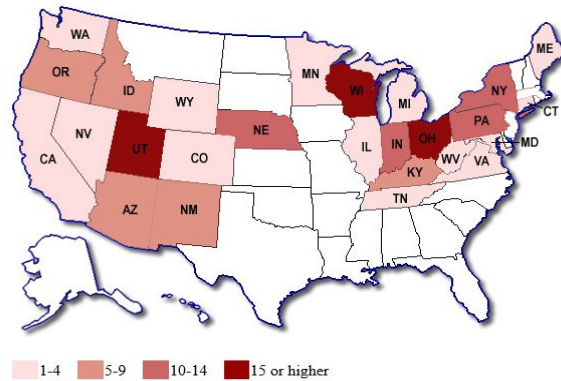 WA
ME
OR
MN
ID
WI
NY
WY
MI
CT
NE
PA
NV
IL
IN
OH
MD
UT
CO
WV
VA
CA
KY
TN
AZ
NM
1-4
5-9
10-14
15 or higher